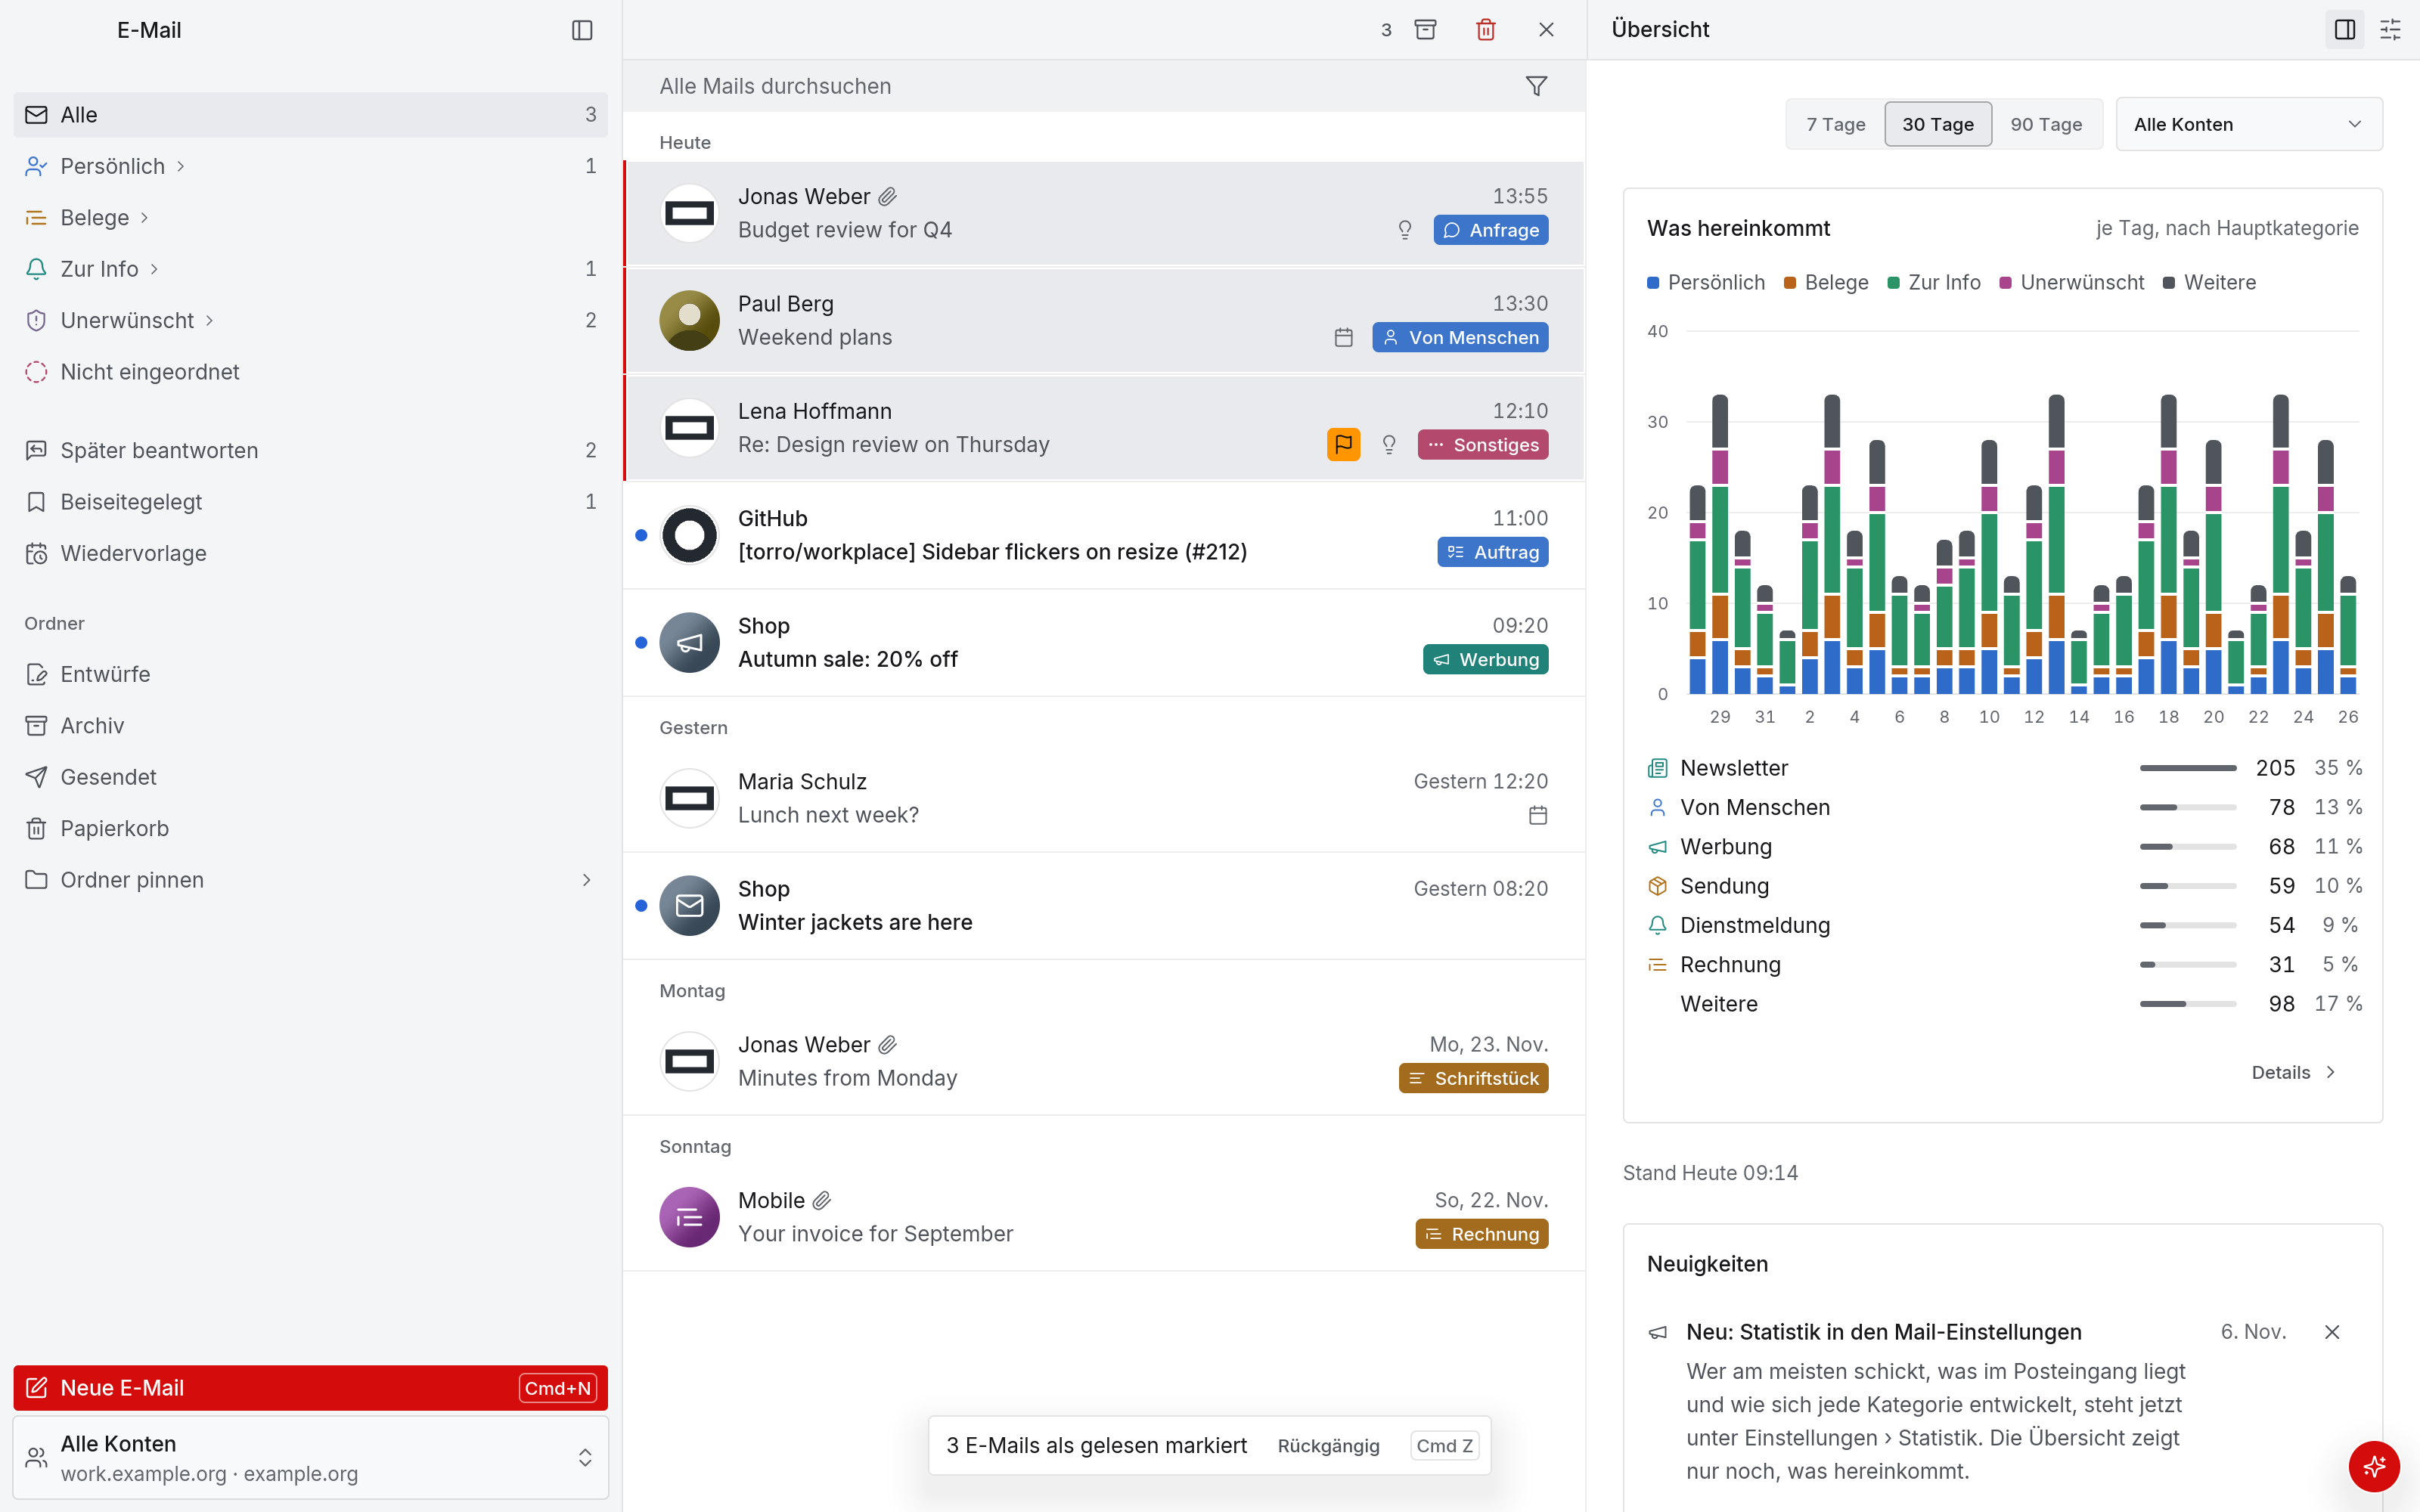 E-Mail
Alle 3
Persönlich 1
Belege
Zur Info 1
Unerwünscht 2
Nicht eingeordnet
Später beantworten 2
Beiseitegelegt 1
Wiedervorlage
Ordner
Entwürfe
Archiv
Gesendet
Papierkorb
Ordner pinnen
Neue E-Mail Cmd+N
Alle Konten
work.example.org · example.org
3
Alle Mails durchsuchen
Heute
Jonas Weber 13:55
Budget review for Q4 Anfrage
Paul Berg 13:30
Weekend plans Von Menschen
Lena Hoffmann 12:10
Re: Design review on Thursday Sonstiges
GitHub 11:00
[torro/workplace] Sidebar flickers on resize (#212) Auftrag
Shop 09:20
Autumn sale: 20% off Werbung
Gestern
Maria Schulz Gestern 12:20
Lunch next week?
Shop Gestern 08:20
Winter jackets are here
Montag
Jonas Weber Mo, 23. Nov.
Minutes from Monday Schriftstück
Sonntag
Mobile So, 22. Nov.
Your invoice for September Rechnung
3 E-Mails als gelesen markiert Rückgängig Cmd Z
Übersicht
7 Tage 30 Tage 90 Tage Alle Konten
Was hereinkommt je Tag, nach Hauptkategorie
Persönlich Belege Zur Info Unerwünscht Weitere
40
30
20
10
0
29 31 2 4 6 8 10 12 14 16 18 20 22 24 26
Newsletter 205 35 %
Von Menschen 78 13 %
Werbung 68 11 %
Sendung 59 10 %
Dienstmeldung 54 9 %
Rechnung 31 5 %
Weitere 98 17 %
Details
Stand Heute 09:14
Neuigkeiten
Neu: Statistik in den Mail-Einstellungen 6. Nov.
Wer am meisten schickt, was im Posteingang liegt
und wie sich jede Kategorie entwickelt, steht jetzt
unter Einstellungen › Statistik. Die Übersicht zeigt
nur noch, was hereinkommt.